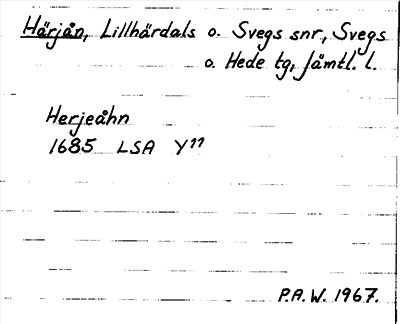 Härjån, Lillhärdals o. Svegs snr, Svegs
o. Hede tg, Jämtl. l.
Herjeåhn
1685 LSA Y11
P.A.W. 1967.